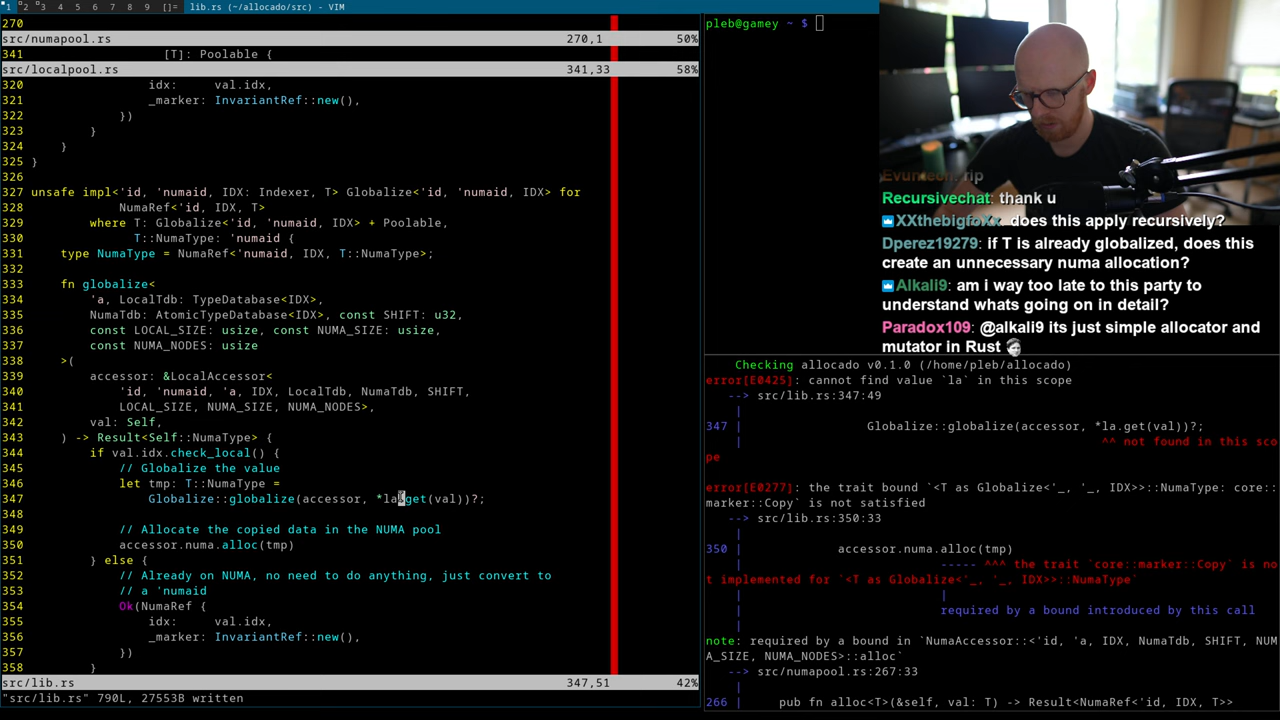 1 2 3 4 5 6 7 8 9 []= lib.rs (~/allocado/src) - VIM
270
src/numapool.rs 270,1 50%
341 [T]: Poolable {
src/localpool.rs 341,33 58%
320 idx: val.idx,
321 _marker: InvariantRef::new(),
322 })
323 }
324 }
325 }
326
327 unsafe impl<'id, 'numaid, IDX: Indexer, T> Globalize<'id, 'numaid, IDX> for
328 NumaRef<'id, IDX, T>
329 where T: Globalize<'id, 'numaid, IDX> + Poolable,
330 T::NumaType: 'numaid {
331 type NumaType = NumaRef<'numaid, IDX, T::NumaType>;
332
333 fn globalize<
334 'a, LocalTdb: TypeDatabase<IDX>,
335 NumaTdb: AtomicTypeDatabase<IDX>, const SHIFT: u32,
336 const LOCAL_SIZE: usize, const NUMA_SIZE: usize,
337 const NUMA_NODES: usize
338 >(
339 accessor: &LocalAccessor<
340 'id, 'numaid, 'a, IDX, LocalTdb, NumaTdb, SHIFT,
341 LOCAL_SIZE, NUMA_SIZE, NUMA_NODES>,
342 val: Self,
343 ) -> Result<Self::NumaType> {
344 if val.idx.check_local() {
345 // Globalize the value
346 let tmp: T::NumaType =
347 Globalize::globalize(accessor, *la.get(val))?;
348
349 // Allocate the copied data in the NUMA pool
350 accessor.numa.alloc(tmp)
351 } else {
352 // Already on NUMA, no need to do anything, just convert to
353 // a 'numaid
354 Ok(NumaRef {
355 idx: val.idx,
356 _marker: InvariantRef::new(),
357 })
358 }
src/lib.rs 347,51 42%
"src/lib.rs" 790L, 27553B written
pleb@gamey ~ $
Evumeon: rip
Recursivechat: thank u
XXthebigfoXx: does this apply recursively?
Dperez19279: if T is already globalized, does this
create an unnecessary numa allocation?
Alkali9: am i way too late to this party to
understand whats going on in detail?
Paradox109: @alkali9 its just simple allocator and
mutator in Rust
Checking allocado v0.1.0 (/home/pleb/allocado)
error[E0425]: cannot find value `la` in this scope
--> src/lib.rs:347:49
|
347 | Globalize::globalize(accessor, *la.get(val))?;
| ^^ not found in this sco
pe
error[E0277]: the trait bound `<T as Globalize<'_, '_, IDX>>::NumaType: core::
marker::Copy` is not satisfied
--> src/lib.rs:350:33
|
350 | accessor.numa.alloc(tmp)
| ----- ^^^ the trait `core::marker::Copy` is no
t implemented for `<T as Globalize<'_, '_, IDX>>::NumaType`
| |
| required by a bound introduced by this call
|
note: required by a bound in `NumaAccessor::<'id, 'a, IDX, NumaTdb, SHIFT, NUM
A_SIZE, NUMA_NODES>::alloc`
--> src/numapool.rs:267:33
|
266 | pub fn alloc<T>(&self, val: T) -> Result<NumaRef<'id, IDX, T>>